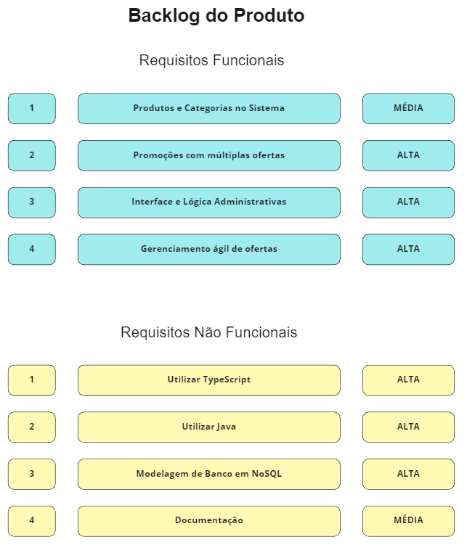 Backlog do Produto
Requisitos Funcionais
1 Produtos e Categorias no Sistema MÉDIA
2 Promoções com múltiplas ofertas ALTA
3 Interface e Lógica Administrativas ALTA
4 Gerenciamento ágil de ofertas ALTA
Requisitos Não Funcionais
1 Utilizar TypeScript ALTA
2 Utilizar Java ALTA
3 Modelagem de Banco em NoSQL ALTA
4 Documentação MÉDIA